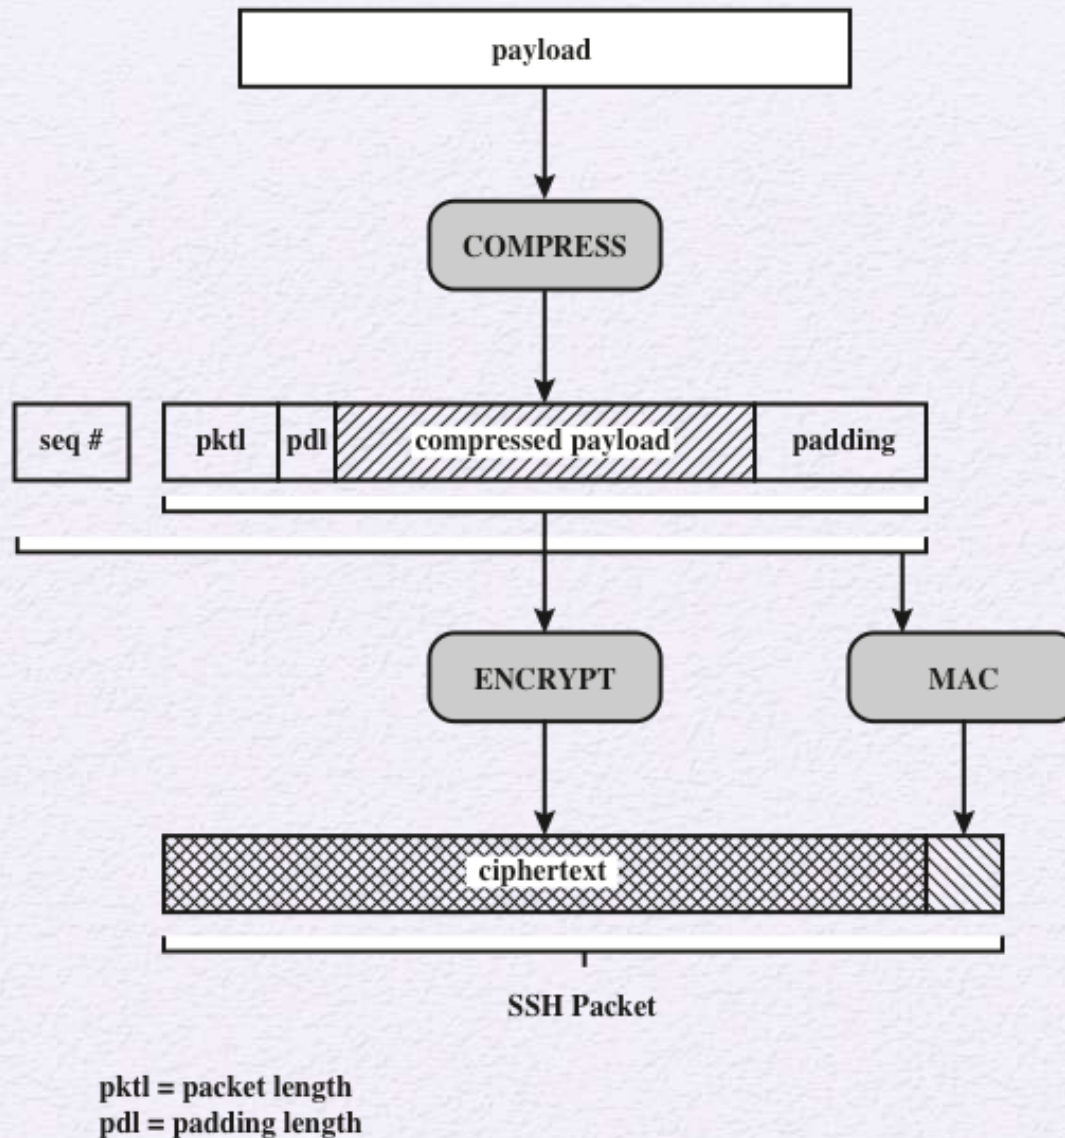 payload
COMPRESS
seq # pktl pdl compressed payload padding
ENCRYPT MAC
ciphertext
SSH Packet
pktl = packet length
pdl = padding length